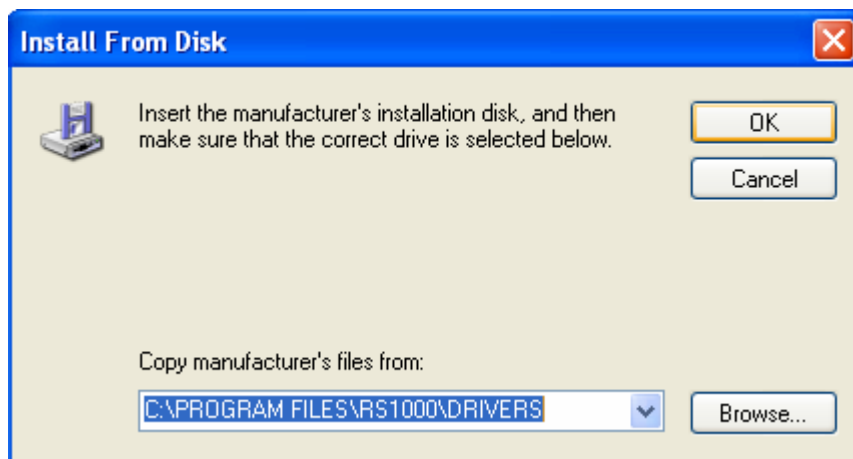 Install From Disk
Insert the manufacturer's installation disk, and then
make sure that the correct drive is selected below.
OK
Cancel
Copy manufacturer's files from:
C:\PROGRAM FILES\RS1000\DRIVERS
Browse...